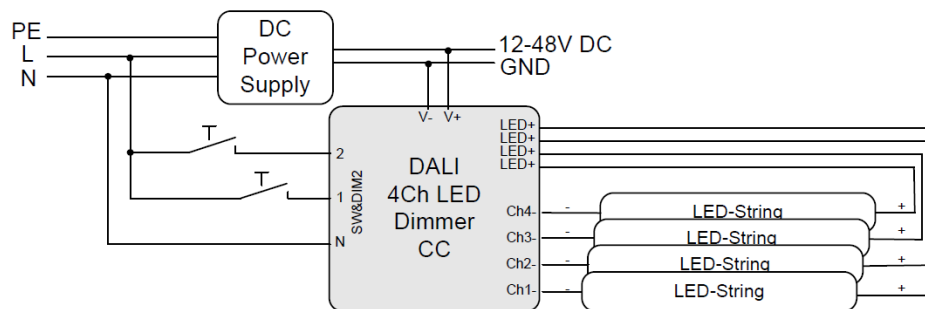 PE
L
N
DC
Power
Supply
12-48V DC
GND
V- V+
LED+
LED+
LED+
LED+
2
1
N
SW&DIM2
DALI
4Ch LED
Dimmer
CC
Ch4- - LED-String +
Ch3- - LED-String +
Ch2- - LED-String +
Ch1- - LED-String +